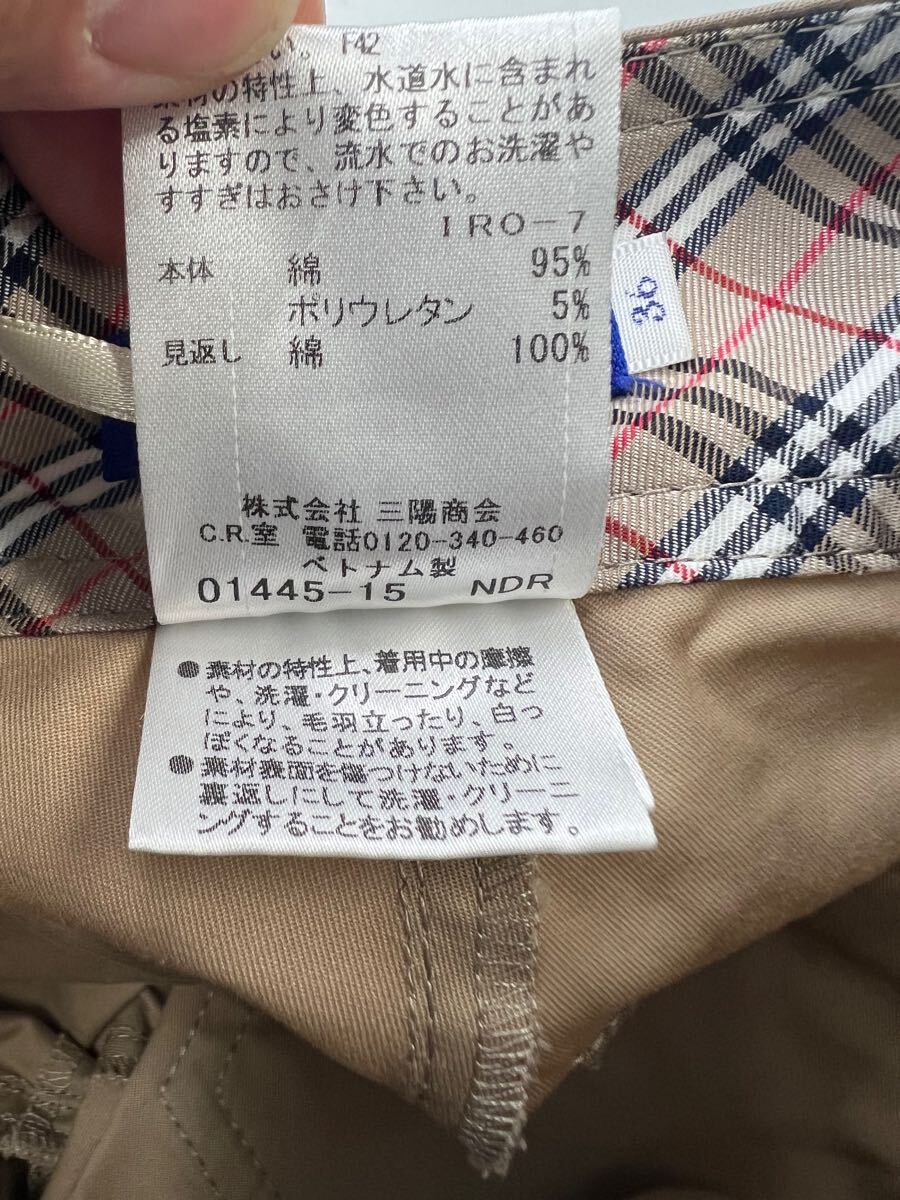 い。 F42
素材の特性上、水道水に含まれ
る塩素により変色することがあ
りますので、流水でのお洗濯や
すすぎはおさけ下さい。
IRO-7
本体 綿 95%
ポリウレタン 5%
見返し 綿 100%
36
株式会社 三陽商会
C.R.室 電話0120-340-460
ベトナム製
01445-15 NDR
●素材の特性上、着用中の摩擦
や、洗濯・クリーニングなど
により、毛羽立ったり、白っ
ぽくなることがあります。
●素材表面を傷つけないために
裏返しにして洗濯・クリーニ
ングすることをお勧めします。